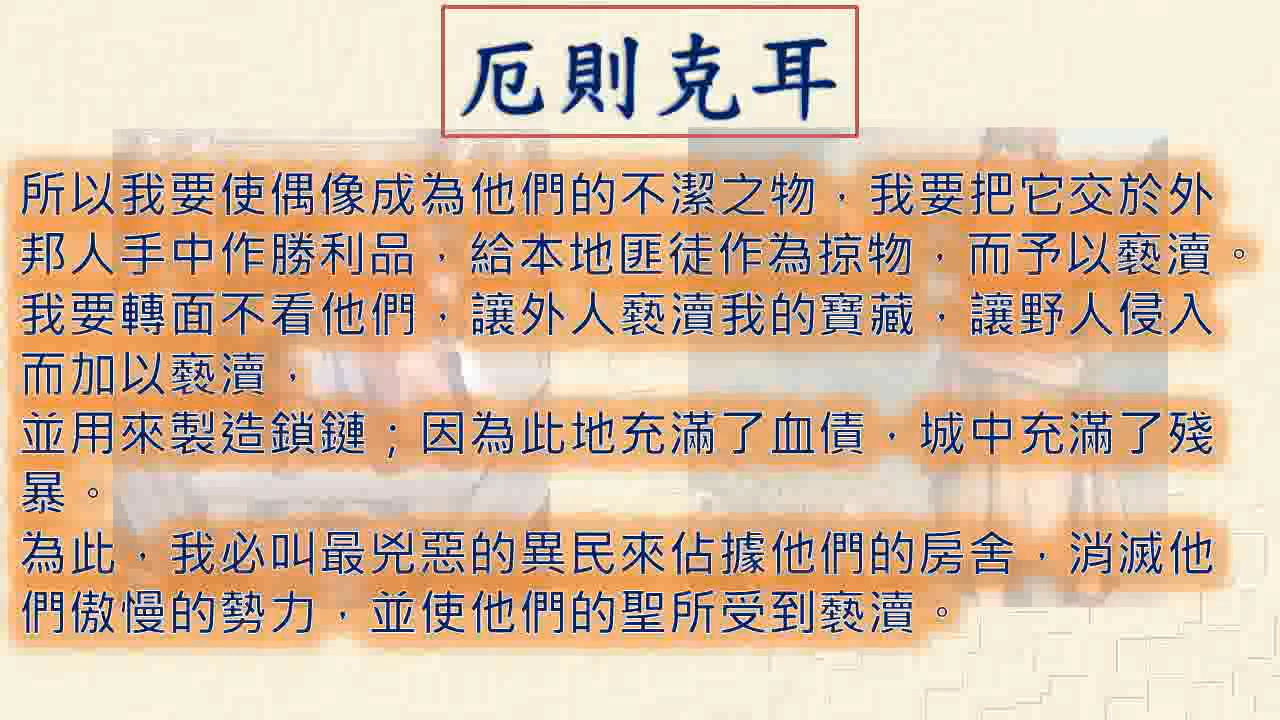 厄則克耳
所以我要使偶像成為他們的不潔之物，我要把它交於外
邦人手中作勝利品，給本地匪徒作為掠物，而予以褻瀆。
我要轉面不看他們，讓外人褻瀆我的寶藏，讓野人侵入
而加以褻瀆，
並用來製造鎖鏈；因為此地充滿了血債，城中充滿了殘
暴。
為此，我必叫最兇惡的異民來佔據他們的房舍，消滅他
們傲慢的勢力，並使他們的聖所受到褻瀆。